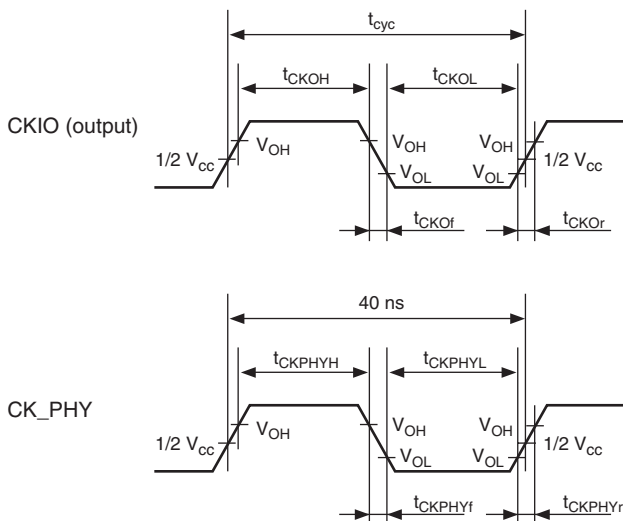 tcyc
tCKOH tCKOL
CKIO (output)
1/2 Vcc VOH VOH VOL VOH VOL 1/2 Vcc
tCKOf tCKOr
40 ns
tCKPHYH tCKPHYL
CK_PHY
1/2 Vcc VOH VOH VOL VOH VOL 1/2 Vcc
tCKPHYf tCKPHYr